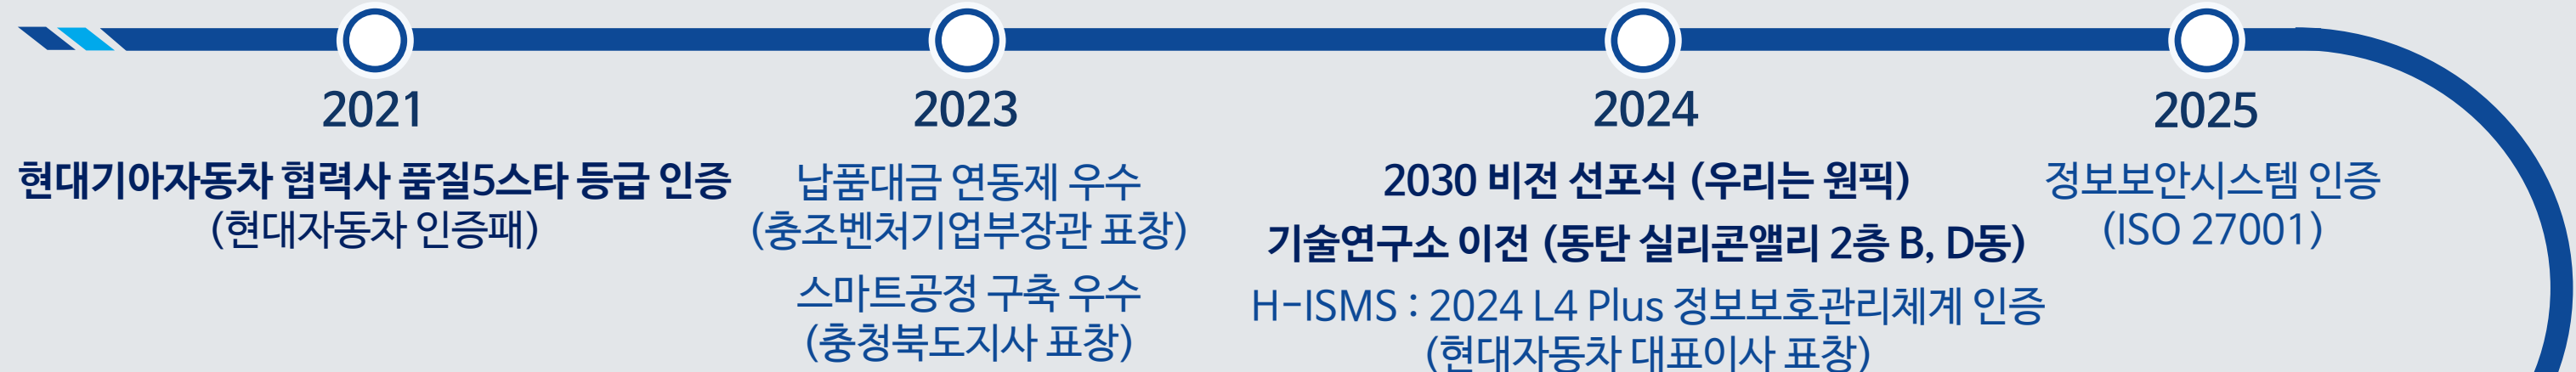 2021
현대기아자동차 협력사 품질5스타 등급 인증
(현대자동차 인증패)
2023
납품대금 연동제 우수
(충조벤처기업부장관 표창)
스마트공정 구축 우수
(충청북도지사 표창)
2024
2030 비전 선포식 (우리는 원픽)
기술연구소 이전 (동탄 실리콘앨리 2층 B, D동)
H-ISMS : 2024 L4 Plus 정보보호관리체계 인증
(현대자동차 대표이사 표창)
2025
정보보안시스템 인증
(ISO 27001)